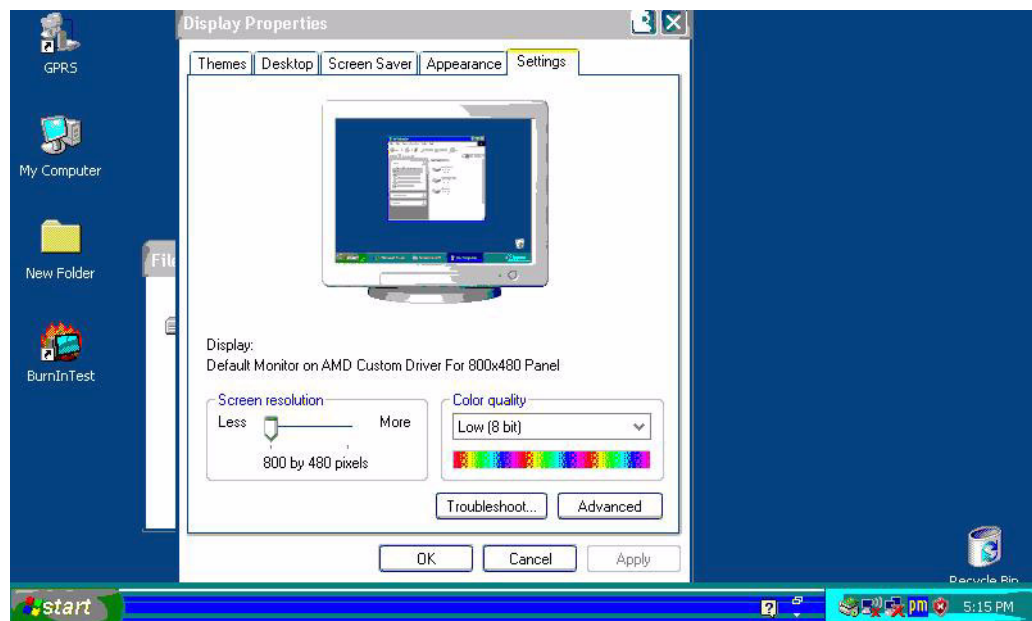 Display Properties
GPRS
Themes Desktop Screen Saver Appearance Settings
My Computer
New Folder
File
BurnInTest
Display:
Default Monitor on AMD Custom Driver For 800x480 Panel
Screen resolution
Less More
800 by 480 pixels
Color quality
Low (8 bit)
Troubleshoot... Advanced
OK Cancel Apply
Recycle Bin
start
pm
5:15 PM